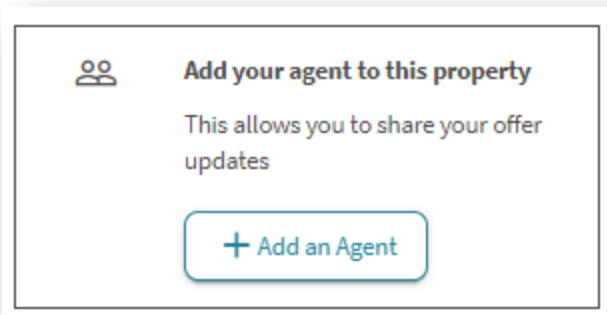 Add your agent to this property
This allows you to share your offer
updates
+ Add an Agent